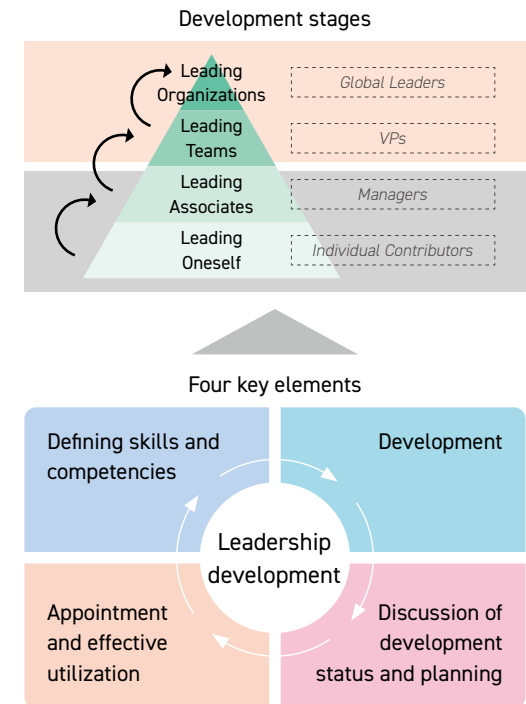 Development stages
Leading
Organizations
Global Leaders
Leading
Teams
VPs
Leading
Associates
Managers
Leading
Oneself
Individual Contributors
Four key elements
Defining skills and
competencies
Development
Leadership
development
Appointment
and effective
utilization
Discussion of
development
status and planning